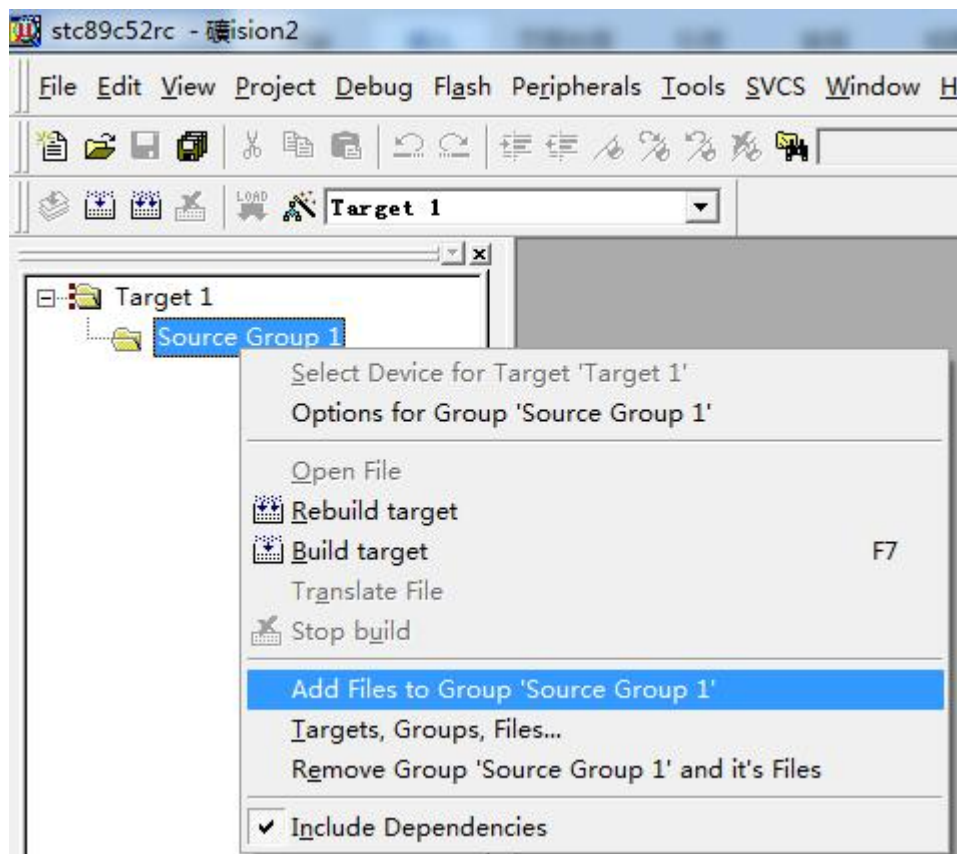 stc89c52rc - 礦ision2
File Edit View Project Debug Flash Peripherals Tools SVCS Window H
LOAD
Target 1
Target 1
Source Group 1
Select Device for Target 'Target 1'
Options for Group 'Source Group 1'
Open File
Rebuild target
Build target F7
Translate File
Stop build
Add Files to Group 'Source Group 1'
Targets, Groups, Files...
Remove Group 'Source Group 1' and it's Files
Include Dependencies